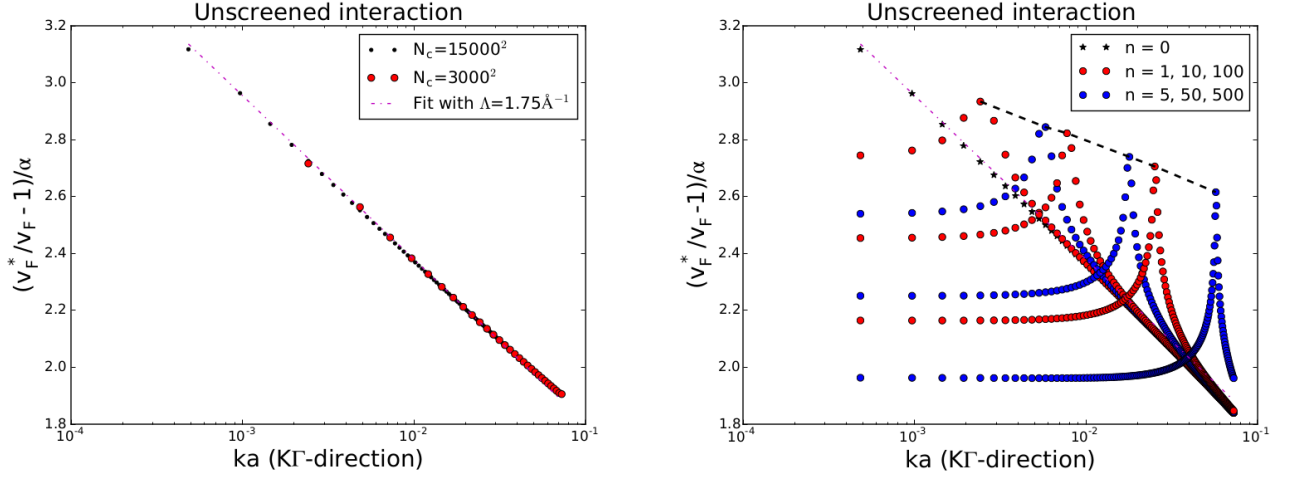 Unscreened interaction
3.2
3.0
2.8
2.6
2.4
2.2
2.0
1.8
(v*F/vF -1)/α
Nc=15000²
Nc=3000²
Fit with Λ=1.75Å⁻¹
10⁻⁴
10⁻³
10⁻²
10⁻¹
ka (KΓ-direction)
Unscreened interaction
3.2
3.0
2.8
2.6
2.4
2.2
2.0
1.8
(v*F/vF -1)/α
n = 0
n = 1, 10, 100
n = 5, 50, 500
10⁻⁴
10⁻³
10⁻²
10⁻¹
ka (KΓ-direction)